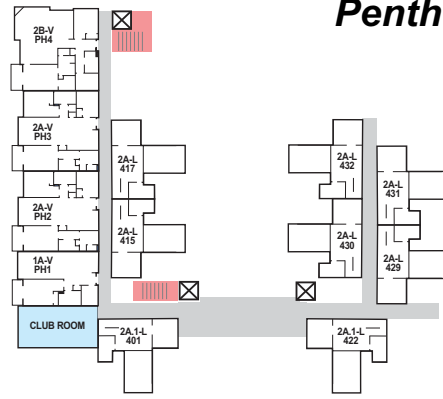 Penth
2B-V
PH4
2A-V
PH3
2A-V
PH2
1A-V
PH1
CLUB ROOM
2A-L
417
2A-L
415
2A.1-L
401
2A-L
432
2A-L
430
2A-L
431
2A-L
429
2A.1-L
422